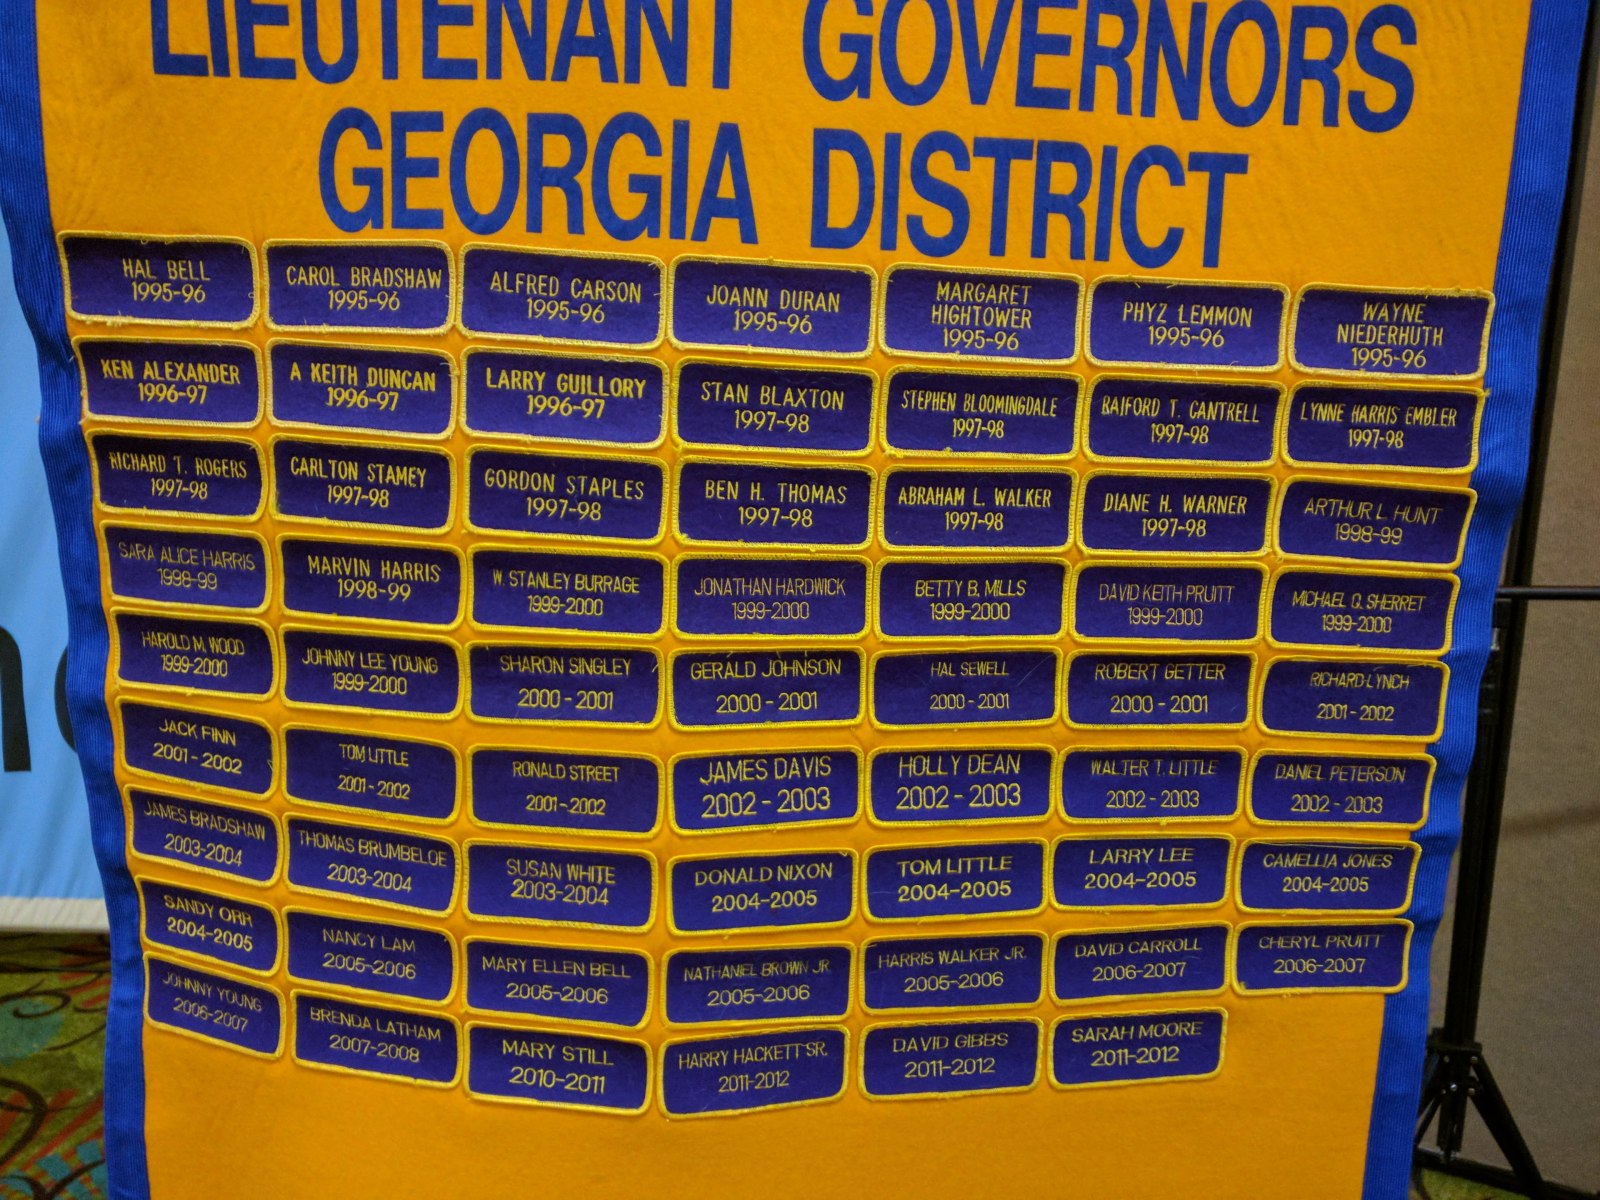 LIEUTENANT GOVERNORS
GEORGIA DISTRICT
HAL BELL
1995-96
CAROL BRADSHAW
1995-96
ALFRED CARSON
1995-96
JOANN DURAN
1995-96
MARGARET
HIGHTOWER
1995-96
PHYZ LEMMON
1995-96
WAYNE
NIEDERHUTH
1995-96
KEN ALEXANDER
1996-97
A KEITH DUNCAN
1996-97
LARRY GUILLORY
1996-97
STAN BLAXTON
1997-98
STEPHEN BLOOMINGDALE
1997-98
RAIFORD T. CANTRELL
1997-98
LYNNE HARRIS EMBLER
1997-98
RICHARD T. ROGERS
1997-98
CARLTON STAMEY
1997-98
GORDON STAPLES
1997-98
BEN H. THOMAS
1997-98
ABRAHAM L. WALKER
1997-98
DIANE H. WARNER
1997-98
ARTHUR L. HUNT
1998-99
SARA ALICE HARRIS
1998-99
MARVIN HARRIS
1998-99
W. STANLEY BURRAGE
1999-2000
JONATHAN HARDWICK
1999-2000
BETTY B. MILLS
1999-2000
DAVID KEITH PRUITT
1999-2000
MICHAEL Q. SHERRET
1999-2000
HAROLD M. WOOD
1999-2000
JOHNNY LEE YOUNG
1999-2000
SHARON SINGLEY
2000-2001
GERALD JOHNSON
2000-2001
HAL SEWELL
2000-2001
ROBERT GETTER
2000-2001
RICHARD LYNCH
2001-2002
JACK FINN
2001-2002
TOM LITTLE
2001-2002
RONALD STREET
2001-2002
JAMES DAVIS
2002-2003
HOLLY DEAN
2002-2003
WALTER T. LITTLE
2002-2003
DANIEL PETERSON
2002-2003
JAMES BRADSHAW
2003-2004
THOMAS BRUMBELOE
2003-2004
SUSAN WHITE
2003-2004
DONALD NIXON
2004-2005
TOM LITTLE
2004-2005
LARRY LEE
2004-2005
CAMELLIA JONES
2004-2005
SANDY ORR
2004-2005
NANCY LAM
2005-2006
MARY ELLEN BELL
2005-2006
NATHANIEL BROWN JR.
2005-2006
HARRIS WALKER JR.
2005-2006
DAVID CARROLL
2006-2007
CHERYL PRUITT
2006-2007
JOHNNY YOUNG
2006-2007
BRENDA LATHAM
2007-2008
MARY STILL
2010-2011
HARRY HACKETT SR.
2011-2012
DAVID GIBBS
2011-2012
SARAH MOORE
2011-2012